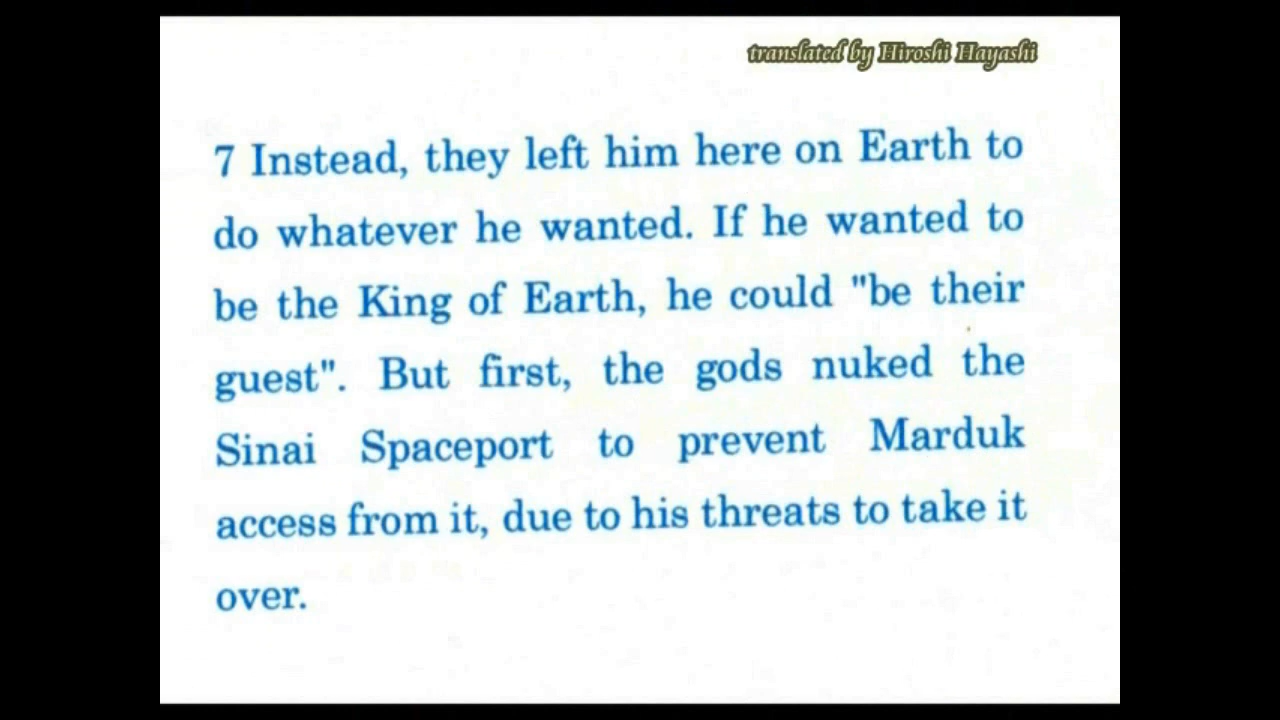 translated by Hiroshi Hayashi
7 Instead, they left him here on Earth to
do whatever he wanted. If he wanted to
be the King of Earth, he could "be their
guest". But first, the gods nuked the
Sinai Spaceport to prevent Marduk
access from it, due to his threats to take it
over.